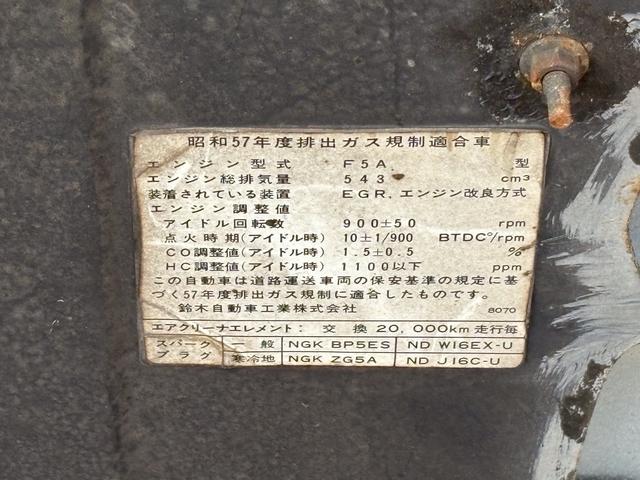 昭和57年度排出ガス規制適合車
エンジン型式 F5A 型
エンジン総排気量 543 cm3
装着されている装置 EGR, エンジン改良方式
エンジン調整値
アイドル回転数 900±50 rpm
点火時期(アイドル時) 10±1/900 BTDC°/rpm
CO調整値(アイドル時) 1.5±0.5 %
HC調整値(アイドル時) 1100以下 ppm
この自動車は道路運送車両の保安基準の規定に基
づく57年度排出ガス規制に適合したものです。
鈴木自動車工業株式会社 8070
エアクリーナエレメント: 交換20,000km走行毎
スパーク 一般 NGK BP5ES ND W16EX-U
プラグ 寒冷地 NGK ZG5A ND J16C-U